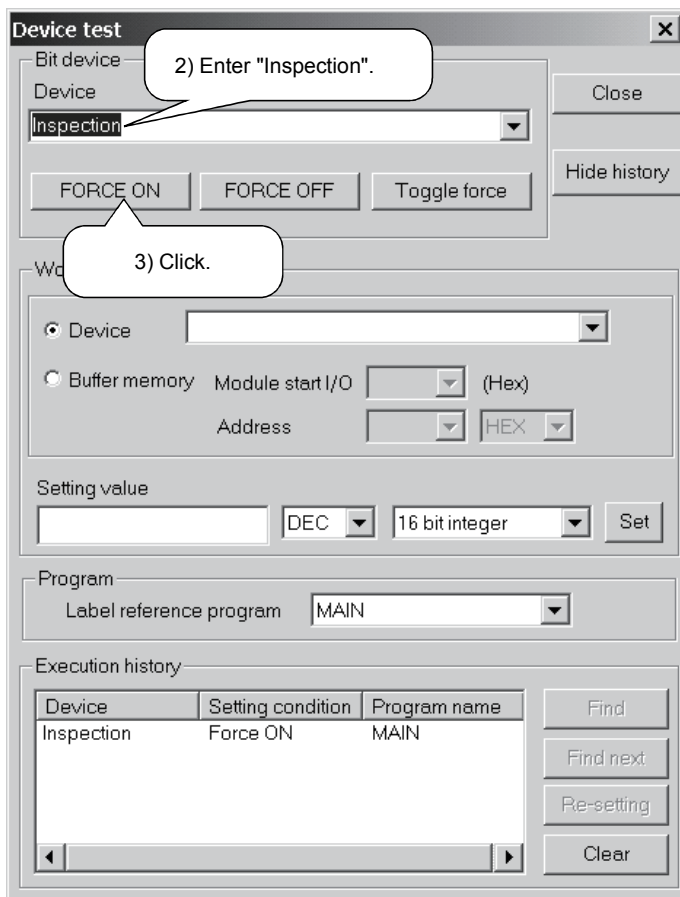 Device test
Bit device
2) Enter "Inspection".
Device
Close
Inspection
Hide history
FORCE ON FORCE OFF Toggle force
3) Click.
Device
Buffer memory Module start I/O (Hex)
Address HEX
Setting value
DEC 16 bit integer Set
Program
Label reference program MAIN
Execution history
Device Setting condition Program name
Inspection Force ON MAIN
Find
Find next
Re-setting
Clear